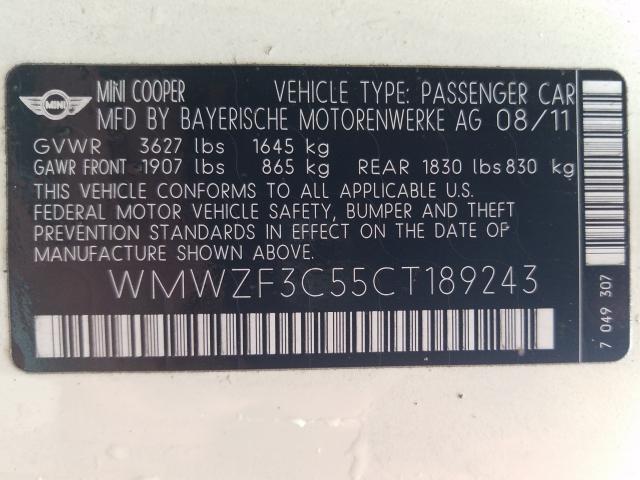 MINI
MINI COOPER VEHICLE TYPE: PASSENGER CAR
MFD BY BAYERISCHE MOTORENWERKE AG 08/11
GVWR 3627 lbs 1645 kg
GAWR FRONT 1907 lbs 865 kg REAR 1830 lbs 830 kg
THIS VEHICLE CONFORMS TO ALL APPLICABLE U.S.
FEDERAL MOTOR VEHICLE SAFETY, BUMPER AND THEFT
PREVENTION STANDARDS IN EFFECT ON THE DATE OF
MANUFACTURE SHOWN ABOVE.
WMWZF3C55CT189243
7 049 307